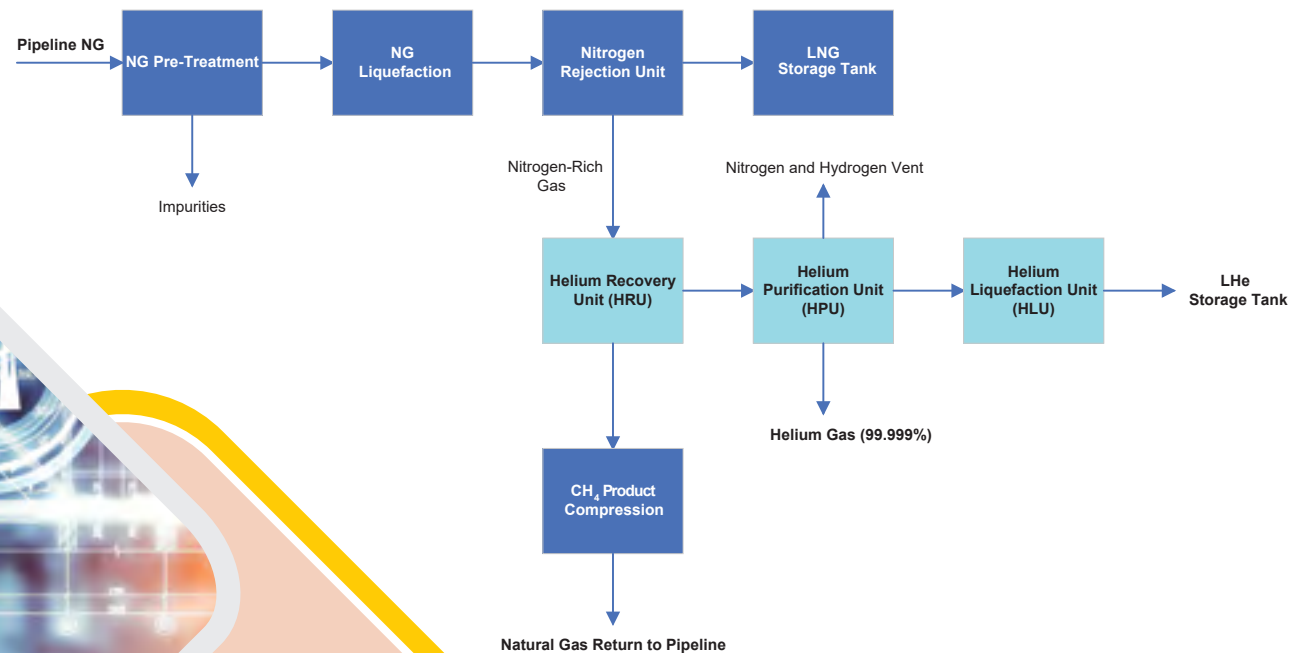 Pipeline NG
NG Pre-Treatment
NG
Liquefaction
Nitrogen
Rejection Unit
LNG
Storage Tank
Impurities
Nitrogen-Rich
Gas
Nitrogen and Hydrogen Vent
Helium Recovery
Unit (HRU)
Helium
Purification Unit
(HPU)
Helium
Liquefaction Unit
(HLU)
LHe
Storage Tank
Helium Gas (99.999%)
CH₄ Product
Compression
Natural Gas Return to Pipeline